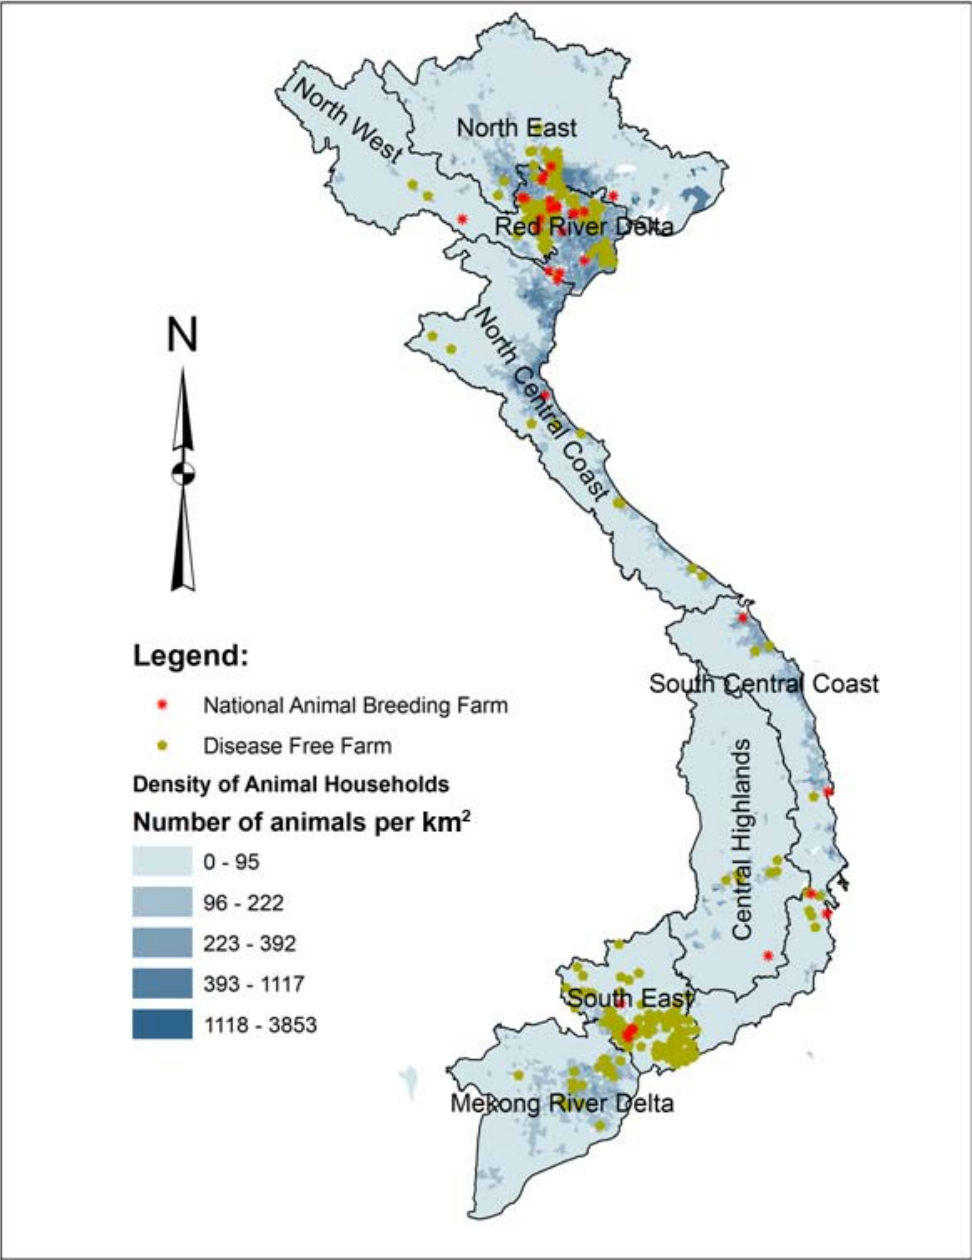 North West
North East
Red River Delta
N
North Central Coast
Legend:
National Animal Breeding Farm
Disease Free Farm
Density of Animal Households
Number of animals per km²
0 - 95
96 - 222
223 - 392
393 - 1117
1118 - 3853
South Central Coast
Central Highlands
South East
Mekong River Delta